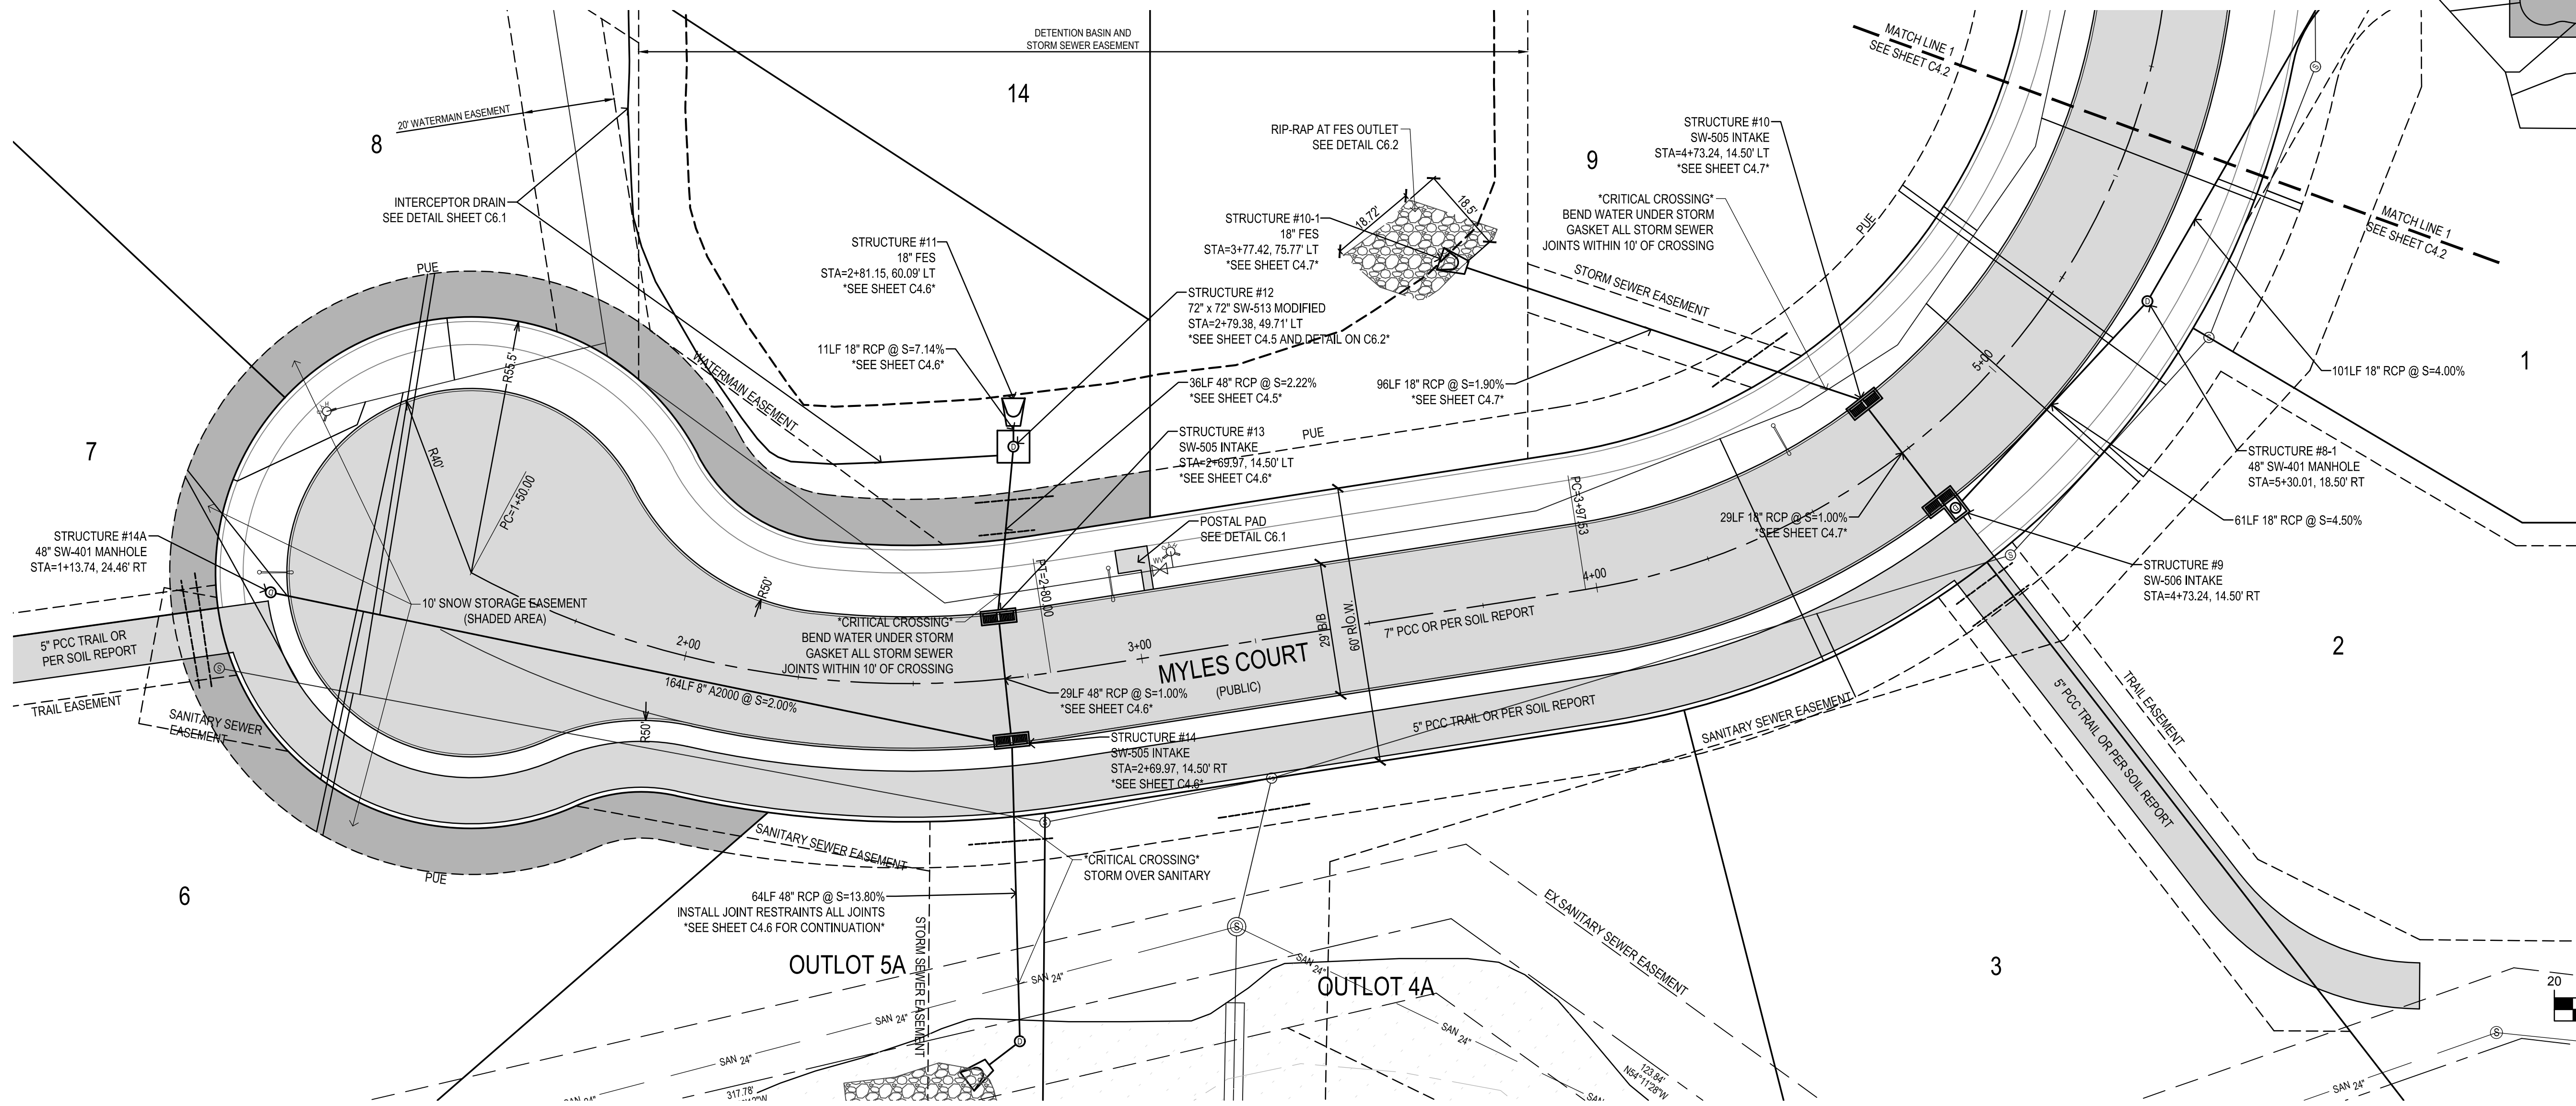 DETENTION BASIN AND
STORM SEWER EASEMENT
MATCH LINE 1
SEE SHEET C4.2
14
20' WATERMAIN EASEMENT
8
RIP-RAP AT FES OUTLET
SEE DETAIL C6.2
9
STRUCTURE #10
SW-505 INTAKE
STA=4+73.24, 14.50' LT
*SEE SHEET C4.7*
INTERCEPTOR DRAIN
SEE DETAIL SHEET C6.1
18.72'
18.5'
*CRITICAL CROSSING*
BEND WATER UNDER STORM
GASKET ALL STORM SEWER
JOINTS WITHIN 10' OF CROSSING
PUE
MATCH LINE 1
SEE SHEET C4.2
STRUCTURE #10-1
18" FES
STA=3+77.42, 75.77' LT
*SEE SHEET C4.7*
STRUCTURE #11
18" FES
STA=2+81.15, 60.09' LT
*SEE SHEET C4.6*
PUE
STORM SEWER EASEMENT
STRUCTURE #12
72" x 72" SW-513 MODIFIED
STA=2+79.38, 49.71' LT
*SEE SHEET C4.5 AND DETAIL ON C6.2*
11LF 18" RCP @ S=7.14%
*SEE SHEET C4.6*
WATERMAIN EASEMENT
R55.5'
36LF 48" RCP @ S=2.22%
*SEE SHEET C4.5*
96LF 18" RCP @ S=1.90%
*SEE SHEET C4.7*
5+00
101LF 18" RCP @ S=4.00%
1
STRUCTURE #13
SW-505 INTAKE
STA=2+69.97, 14.50' LT
*SEE SHEET C4.6*
PUE
7
R40'
PC=1+50.00
STRUCTURE #8-1
48" SW-401 MANHOLE
STA=5+30.01, 18.50' RT
PC=3+97.53
29LF 18" RCP @ S=1.00%
*SEE SHEET C4.7*
61LF 18" RCP @ S=4.50%
STRUCTURE #14A
48" SW-401 MANHOLE
STA=1+13.74, 24.46' RT
POSTAL PAD
SEE DETAIL C6.1
WV
PT=2+80.00
R50'
STRUCTURE #9
SW-506 INTAKE
STA=4+73.24, 14.50' RT
4+00
10' SNOW STORAGE EASEMENT
(SHADED AREA)
*CRITICAL CROSSING*
BEND WATER UNDER STORM
GASKET ALL STORM SEWER
JOINTS WITHIN 10' OF CROSSING
29' B/B
60' R.O.W.
7" PCC OR PER SOIL REPORT
5" PCC TRAIL OR
PER SOIL REPORT
2+00
3+00
MYLES COURT
(PUBLIC)
2
164LF 8" A2000 @ S=2.00%
29LF 48" RCP @ S=1.00%
*SEE SHEET C4.6*
TRAIL EASEMENT
SANITARY SEWER
EASEMENT
R50'
5" PCC TRAIL OR PER SOIL REPORT
SANITARY SEWER EASEMENT
TRAIL EASEMENT
5" PCC TRAIL OR PER SOIL REPORT
STRUCTURE #14
SW-505 INTAKE
STA=2+69.97, 14.50' RT
*SEE SHEET C4.6*
SANITARY SEWER EASEMENT
*CRITICAL CROSSING*
STORM OVER SANITARY
PUE
6
64LF 48" RCP @ S=13.80%
INSTALL JOINT RESTRAINTS ALL JOINTS
*SEE SHEET C4.6 FOR CONTINUATION*
STORM SEWER EASEMENT
EX SANITARY SEWER EASEMENT
OUTLOT 5A
OUTLOT 4A
3
20
SAN 24"
SAN 24"
SAN 24"
SAN 24"
SAN 24"
SAN 24"
317.78'
123.84'
N54°11'28"W